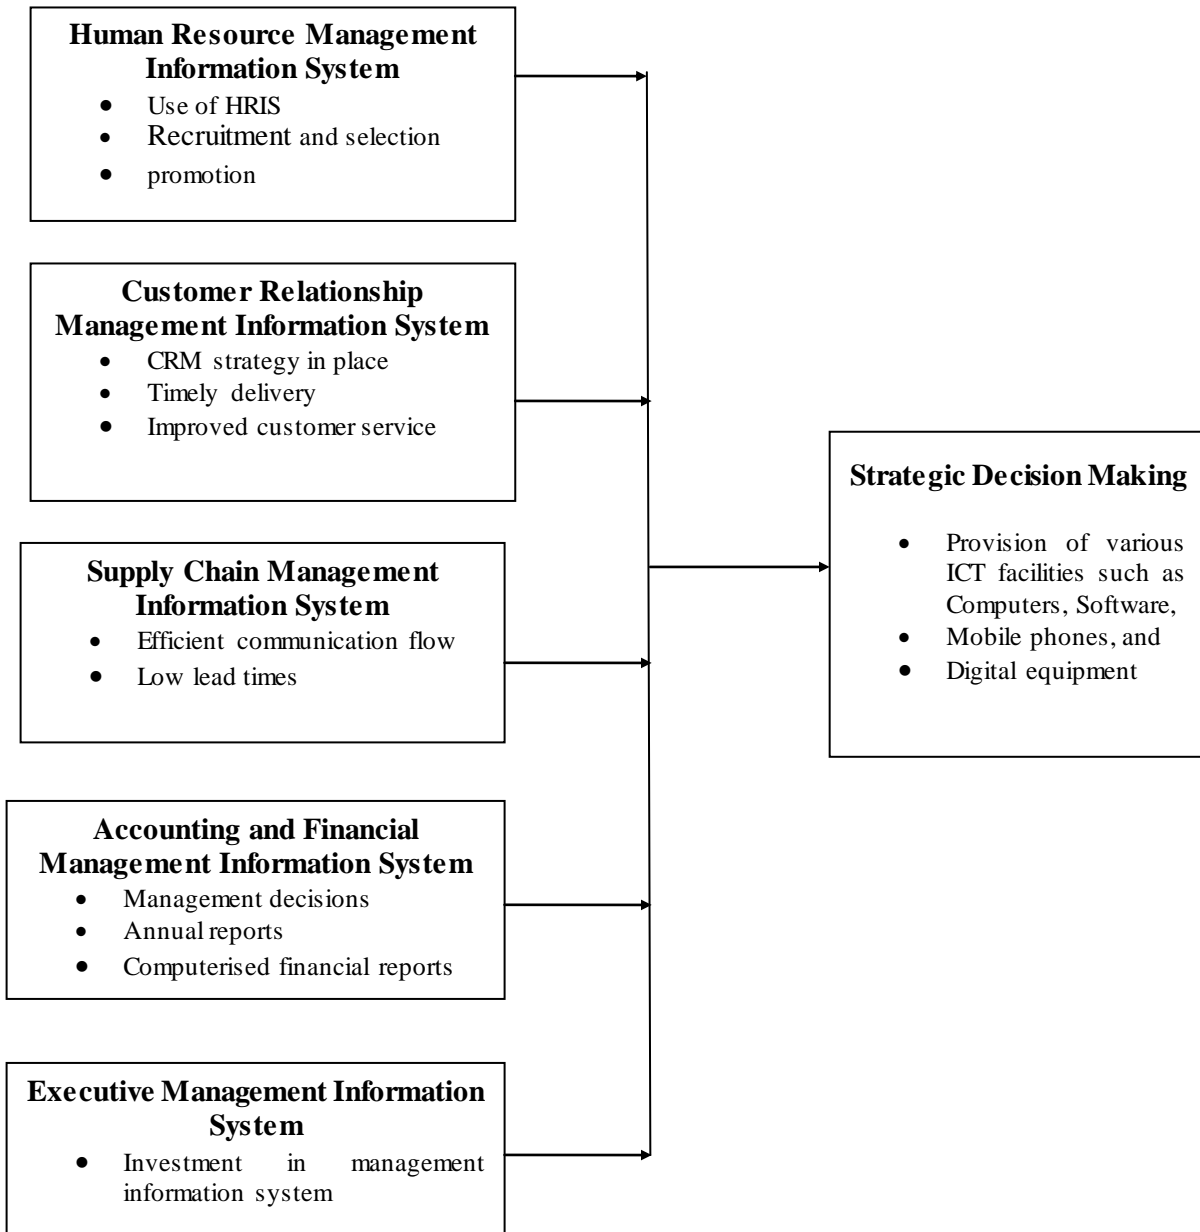 Human Resource Management
Information System
• Use of HRIS
• Recruitment and selection
• promotion
Customer Relationship
Management Information System
• CRM strategy in place
• Timely delivery
• Improved customer service
Supply Chain Management
Information System
• Efficient communication flow
• Low lead times
Accounting and Financial
Management Information System
• Management decisions
• Annual reports
• Computerised financial reports
Executive Management Information
System
• Investment in management
information system
Strategic Decision Making
• Provision of various
ICT facilities such as
Computers, Software,
• Mobile phones, and
• Digital equipment